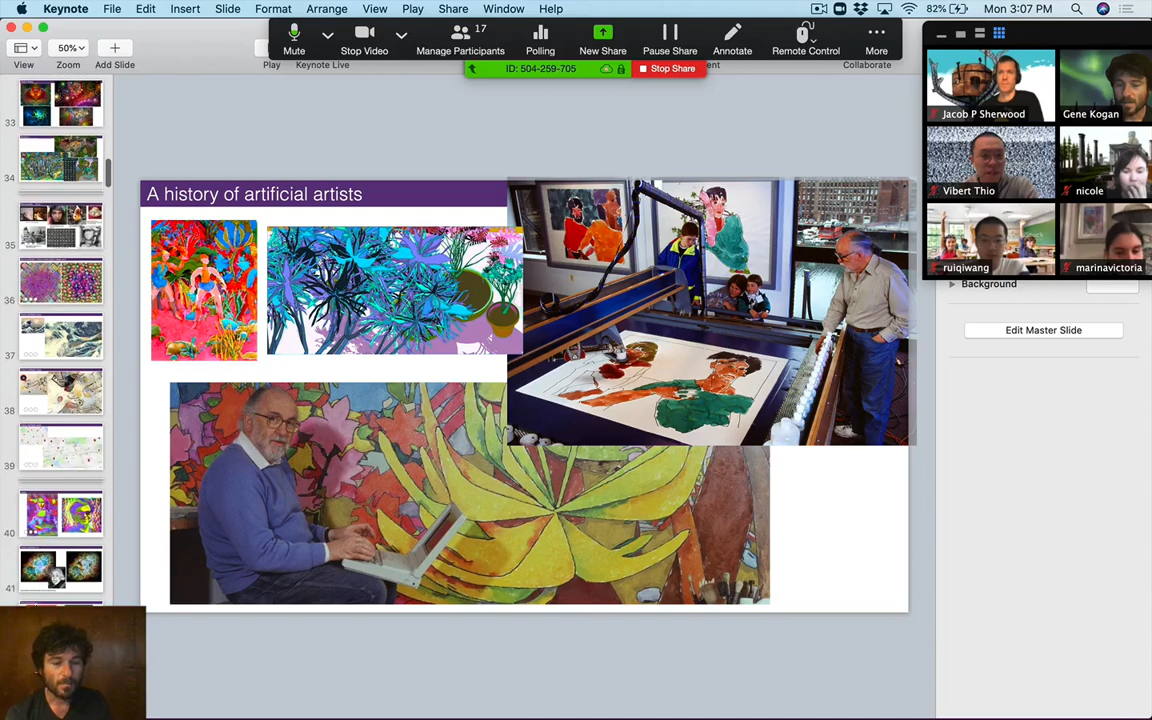 Keynote File Edit Insert Slide Format Arrange View Play Share Window Help
82% Mon 3:07 PM
50%
View Zoom Add Slide
Play Keynote Live
Collaborate
17
Mute Stop Video Manage Participants Polling New Share Pause Share Annotate Remote Control More
ID: 504-259-705 Stop Share
Jacob P Sherwood
Gene Kogan
Vibert Thio
nicole
ruiqiwang
marinavictoria
Background
Edit Master Slide
33
34
35
36
37
38
39
40
41
A history of artificial artists